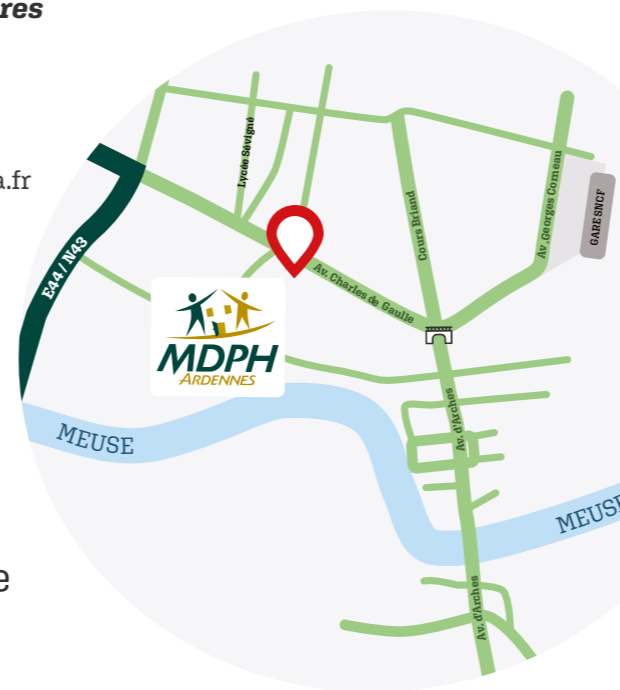 res
a.fr
Lycée Sévigné
Cours Briand
Av .Georges Corneau
GARE SNCF
E44 / N43
Av. Charles de Gaulle
MDPH
ARDENNES
Av. d'Arches
MEUSE
MEUSE
e
Av. d'Arches